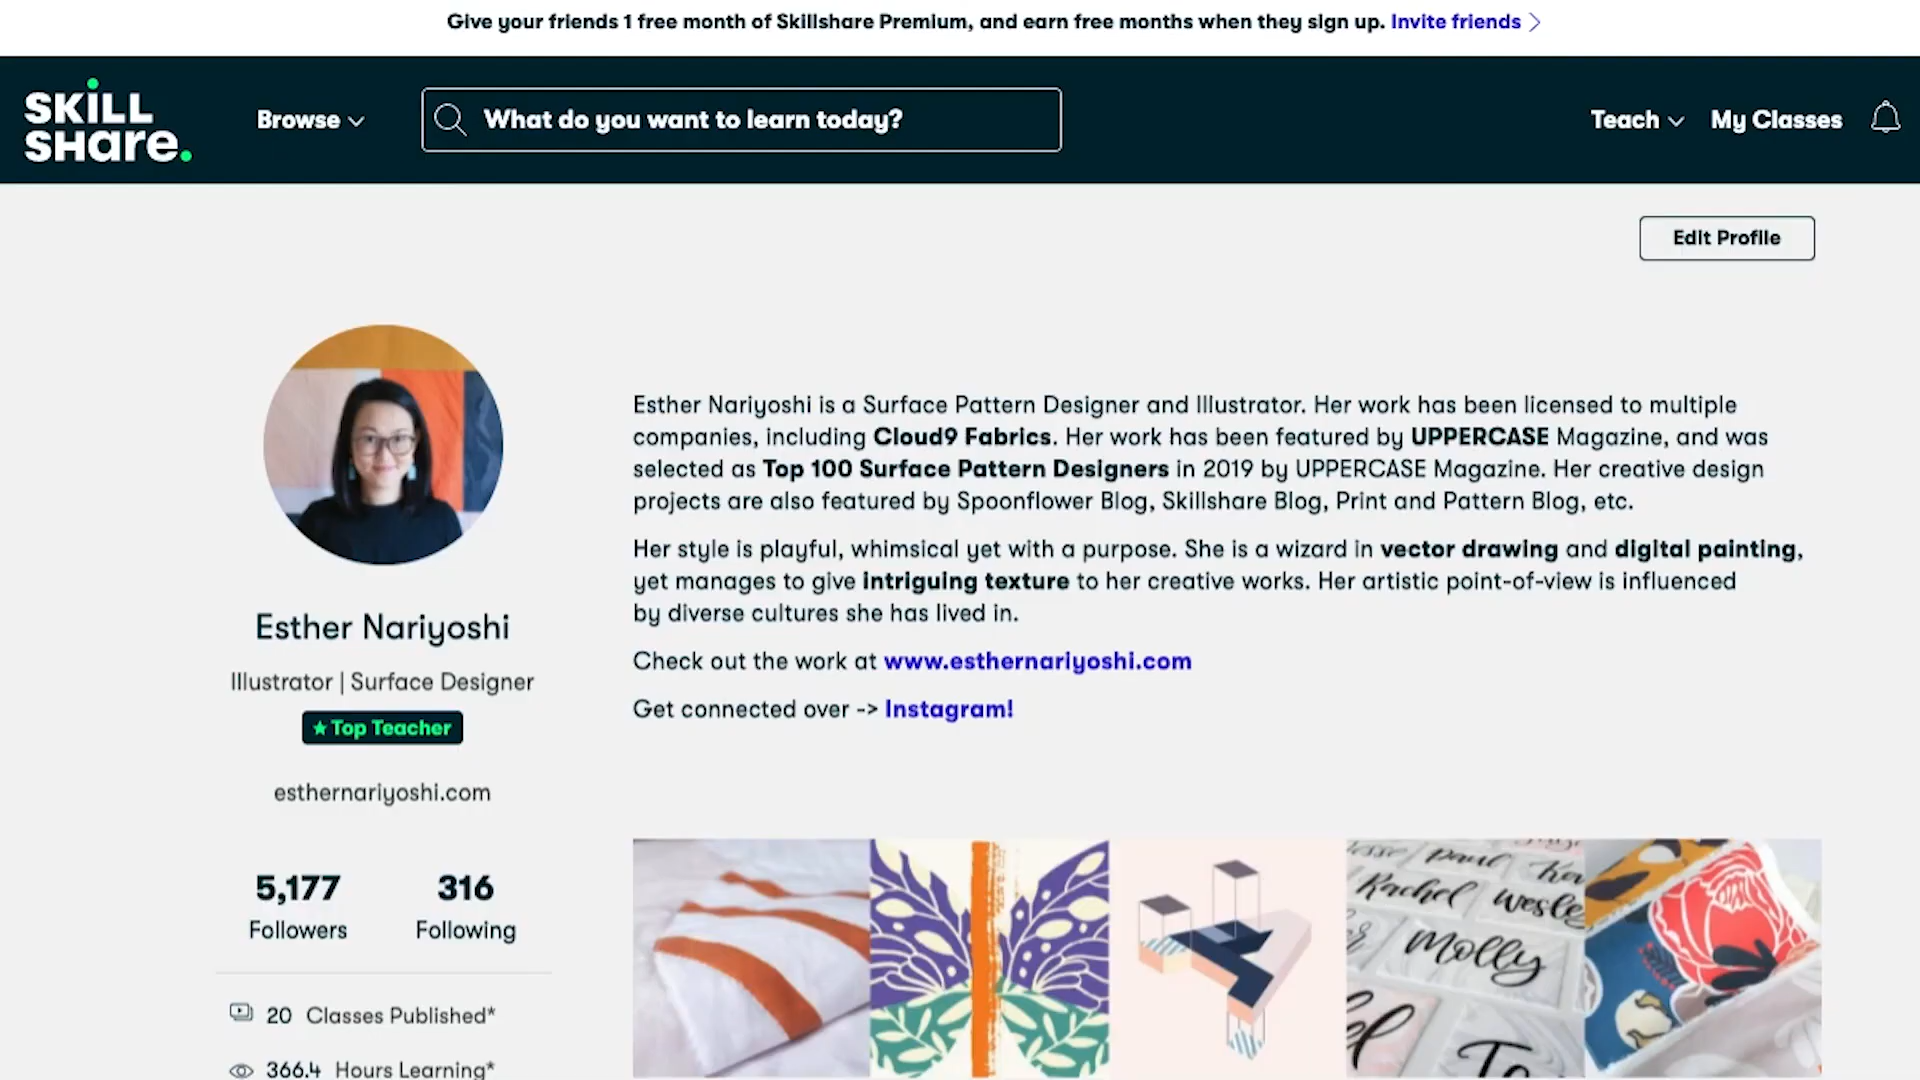 Give your friends 1 free month of Skillshare Premium, and earn free months when they sign up. Invite friends >
SKILL
SHare.
Browse
What do you want to learn today?
Teach
My Classes
Edit Profile
Esther Nariyoshi is a Surface Pattern Designer and Illustrator. Her work has been licensed to multiple
companies, including Cloud9 Fabrics. Her work has been featured by UPPERCASE Magazine, and was
selected as Top 100 Surface Pattern Designers in 2019 by UPPERCASE Magazine. Her creative design
projects are also featured by Spoonflower Blog, Skillshare Blog, Print and Pattern Blog, etc.
Her style is playful, whimsical yet with a purpose. She is a wizard in vector drawing and digital painting,
yet manages to give intriguing texture to her creative works. Her artistic point-of-view is influenced
by diverse cultures she has lived in.
Check out the work at www.esthernariyoshi.com
Get connected over -> Instagram!
Esther Nariyoshi
Illustrator | Surface Designer
★ Top Teacher
esthernariyoshi.com
5,177 316
Followers Following
20 Classes Published*
366.4 Hours Learning*
Paul
Rachel Wesley
Molly